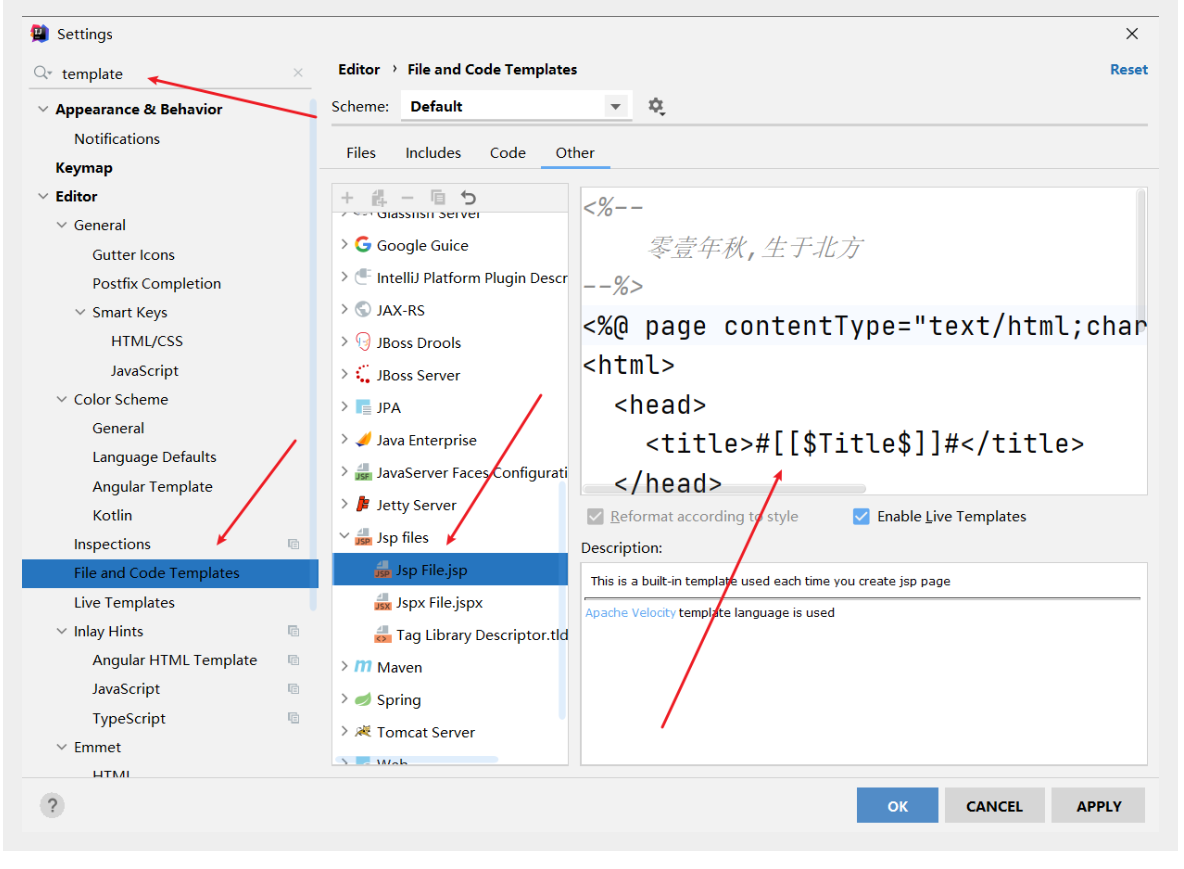 Settings
template
Appearance & Behavior
Notifications
Keymap
Editor
General
Gutter Icons
Postfix Completion
Smart Keys
HTML/CSS
JavaScript
Color Scheme
General
Language Defaults
Angular Template
Kotlin
Inspections
File and Code Templates
Live Templates
Inlay Hints
Angular HTML Template
JavaScript
TypeScript
Emmet
HTML
Editor › File and Code Templates
Reset
Scheme: Default
Files Includes Code Other
Glassfish Server
Google Guice
IntelliJ Platform Plugin Descr
JAX-RS
JBoss Drools
JBoss Server
JPA
Java Enterprise
JavaServer Faces Configurati
Jetty Server
Jsp files
Jsp File.jsp
Jspx File.jspx
Tag Library Descriptor.tld
Maven
Spring
Tomcat Server
Web
<%--
零壹年秋,生于北方
--%>
<%@ page contentType="text/html;char
<html>
<head>
<title>#[[$Title$]]#</title>
</head>
Reformat according to style
Enable Live Templates
Description:
This is a built-in template used each time you create jsp page
Apache Velocity template language is used
?
OK
CANCEL
APPLY